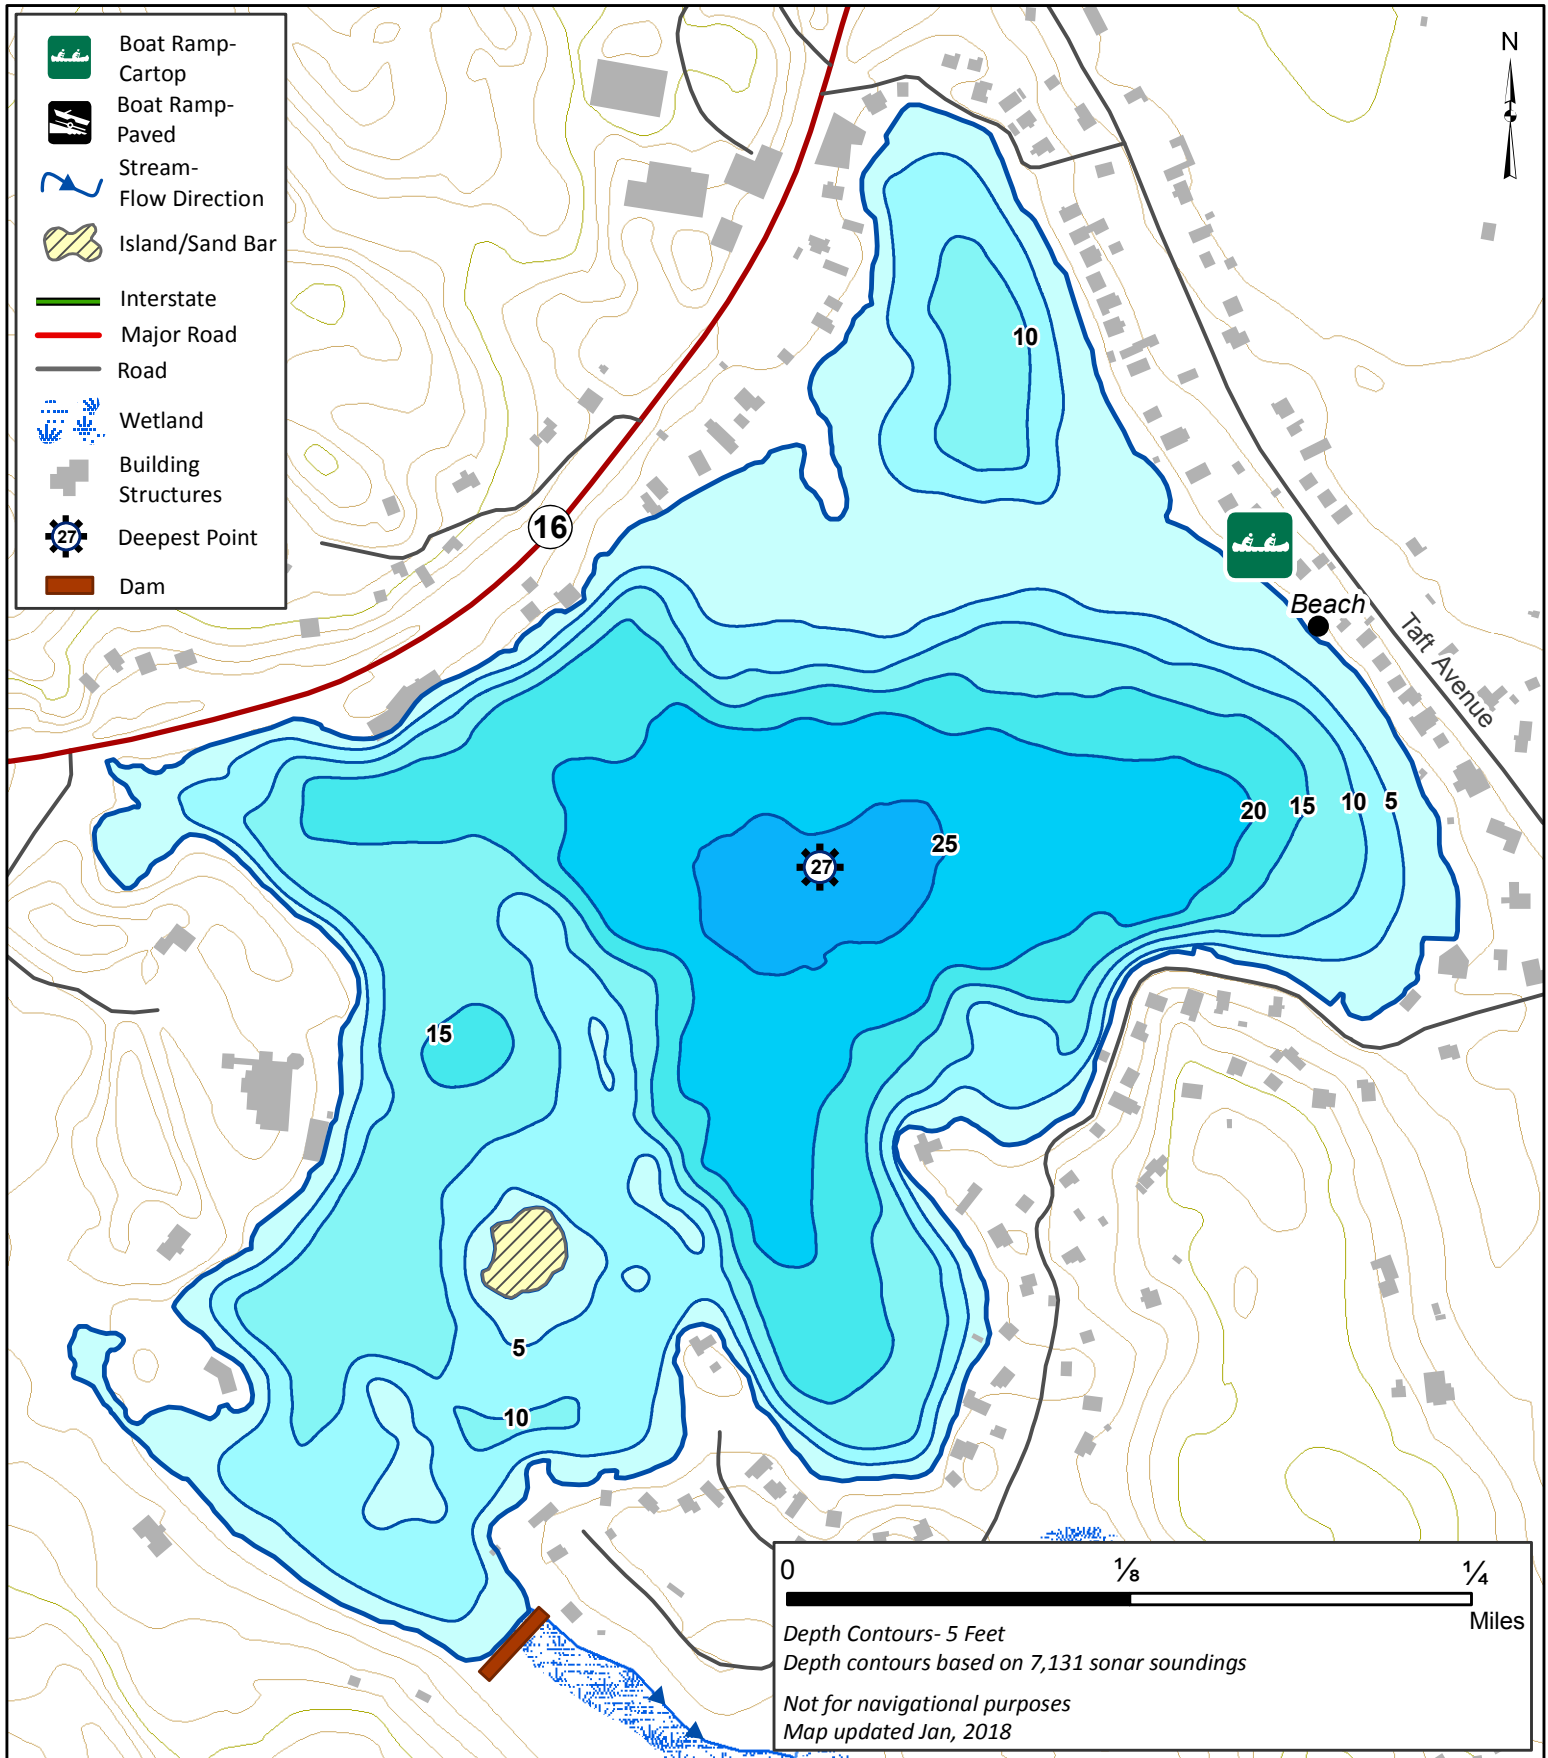 Boat Ramp-
Cartop
Boat Ramp-
Paved
Stream-
Flow Direction
Island/Sand Bar
Interstate
Major Road
Road
Wetland
Building
Structures
27
Deepest Point
Dam
N
10
16
Beach
Taft Avenue
20
15
10
5
25
27
15
5
10
0
⅛
¼
Miles
Depth Contours- 5 Feet
Depth contours based on 7,131 sonar soundings
Not for navigational purposes
Map updated Jan, 2018